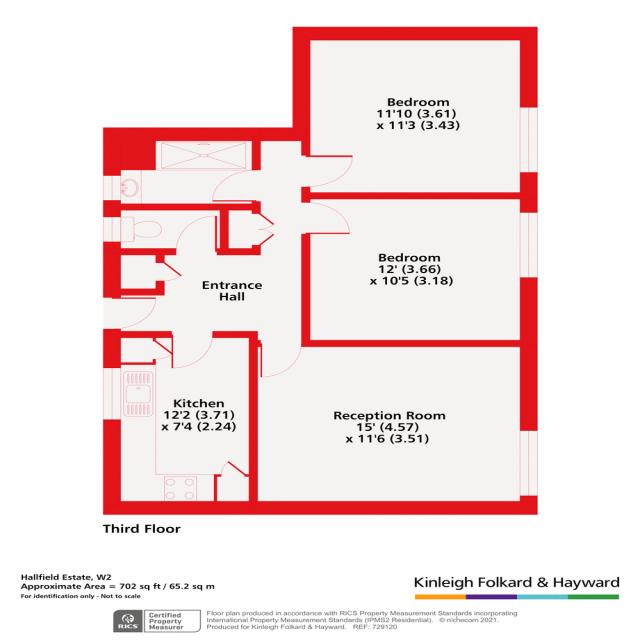 Bedroom
11'10 (3.61)
x 11'3 (3.43)
Bedroom
12' (3.66)
x 10'5 (3.18)
Entrance
Hall
Kitchen
12'2 (3.71)
x 7'4 (2.24)
Reception Room
15' (4.57)
x 11'6 (3.51)
Third Floor
Hallfield Estate, W2
Approximate Area = 702 sq ft / 65.2 sq m
For identification only - Not to scale
Kinleigh Folkard & Hayward
RICS
Certified
Property
Measurer
Floor plan produced in accordance with RICS Property Measurement Standards incorporating
International Property Measurement Standards (IPMS2 Residential). © nichecom 2021.
Produced for Kinleigh Folkard & Hayward. REF: 729120